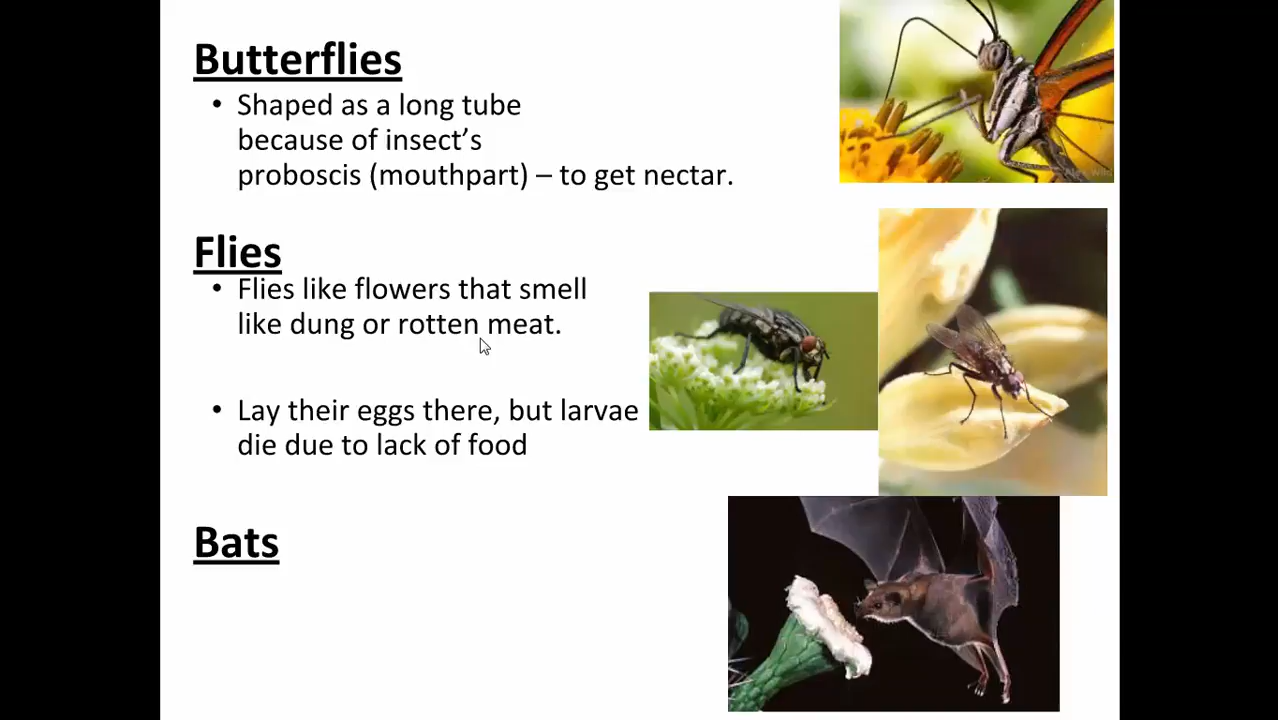 Butterflies
• Shaped as a long tube
because of insect’s
proboscis (mouthpart) – to get nectar.
Flies
• Flies like flowers that smell
like dung or rotten meat.
• Lay their eggs there, but larvae
die due to lack of food
Bats